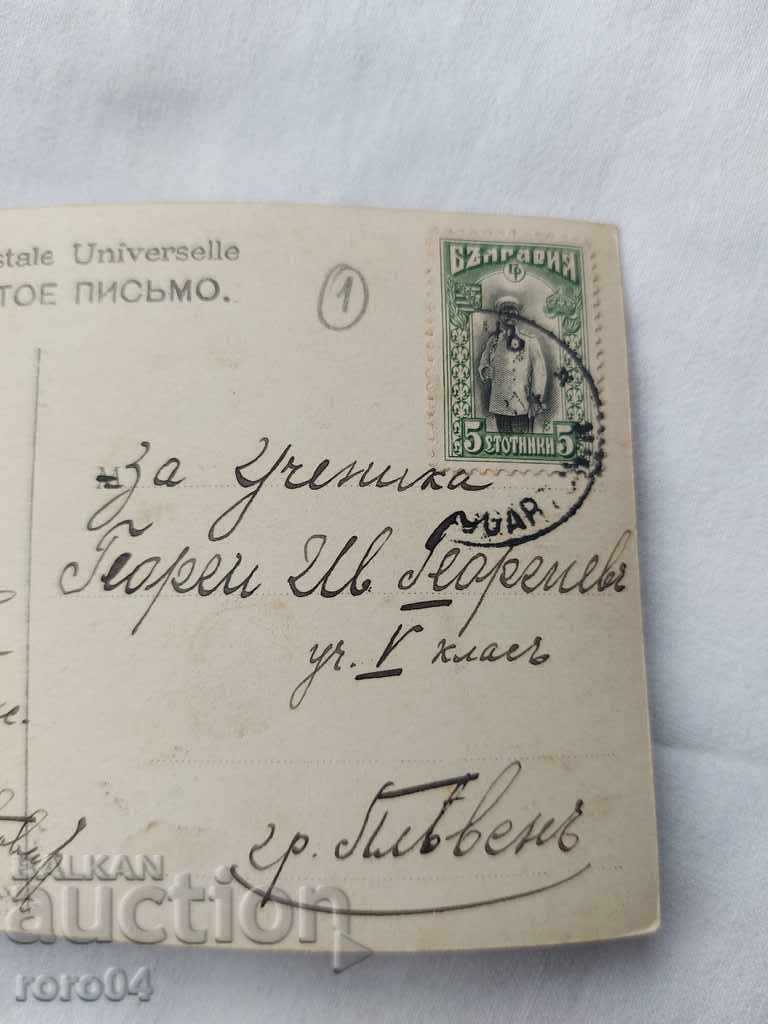 stale Universelle
ТОЕ ПИСЬМО.
1
БЪЛГАРИЯ
5 СТОТИНКИ 5
За Ученика
Георги Ив Георгиевъ
уч. V класъ
гр. Плѣвенъ
BALKAN
auction
roro04